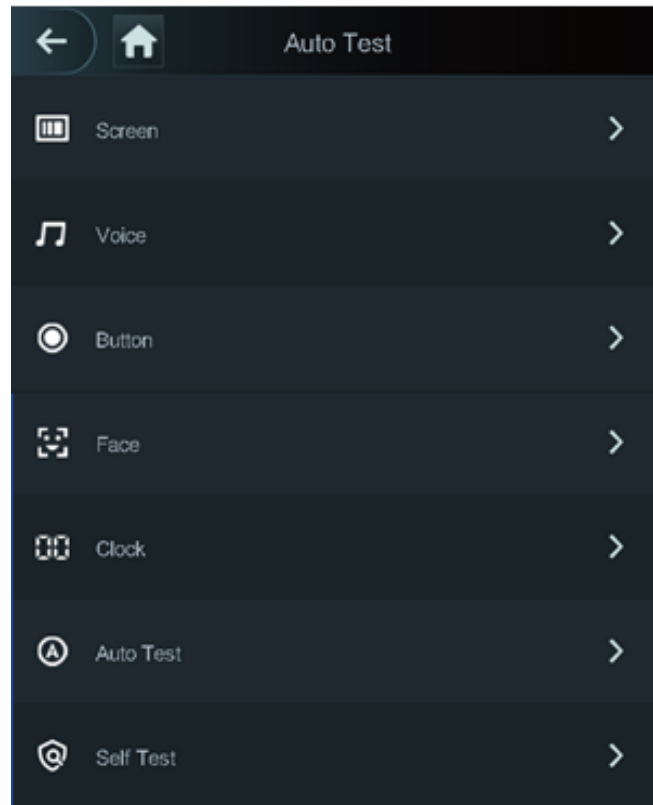 Auto Test
Screen
Voice
Button
Face
Clock
Auto Test
Self Test